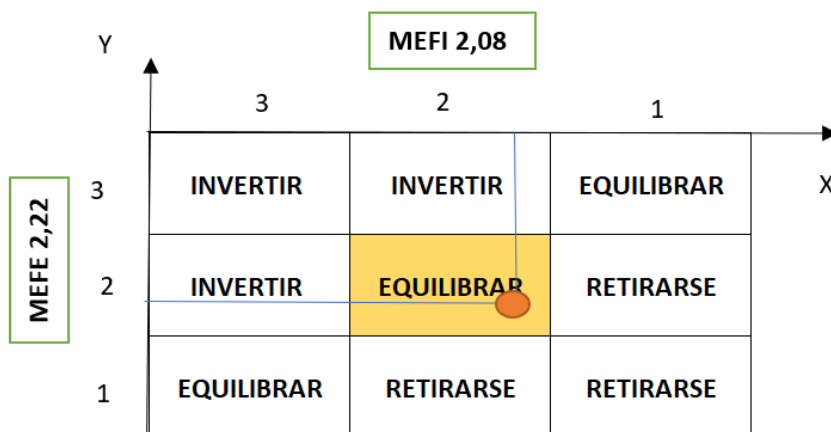 Y
MEFI 2,08
3 2 1
MEFE 2,22
3 INVERTIR INVERTIR EQUILIBRAR
X
2 INVERTIR EQUILIBRAR RETIRARSE
1 EQUILIBRAR RETIRARSE RETIRARSE